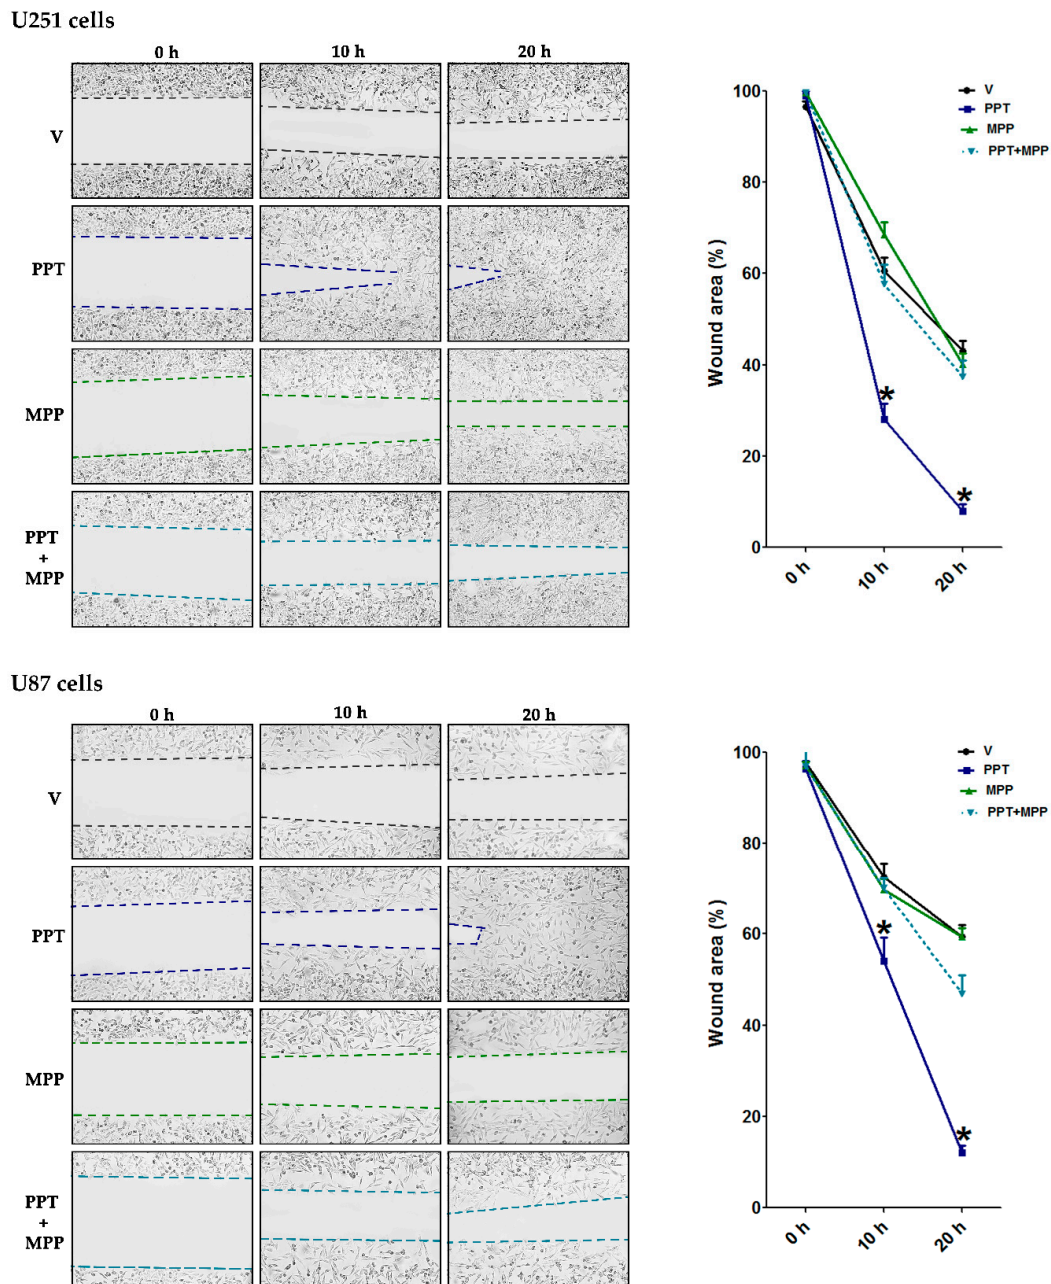 U251 cells
0 h
10 h
20 h
V
PPT
MPP
PPT
+
MPP
Wound area (%)
100
80
60
40
20
0
0 h
10 h
20 h
*
*
V
PPT
MPP
PPT+MPP
U87 cells
0 h
10 h
20 h
V
PPT
MPP
PPT
+
MPP
Wound area (%)
100
80
60
40
20
0
0 h
10 h
20 h
*
*
V
PPT
MPP
PPT+MPP